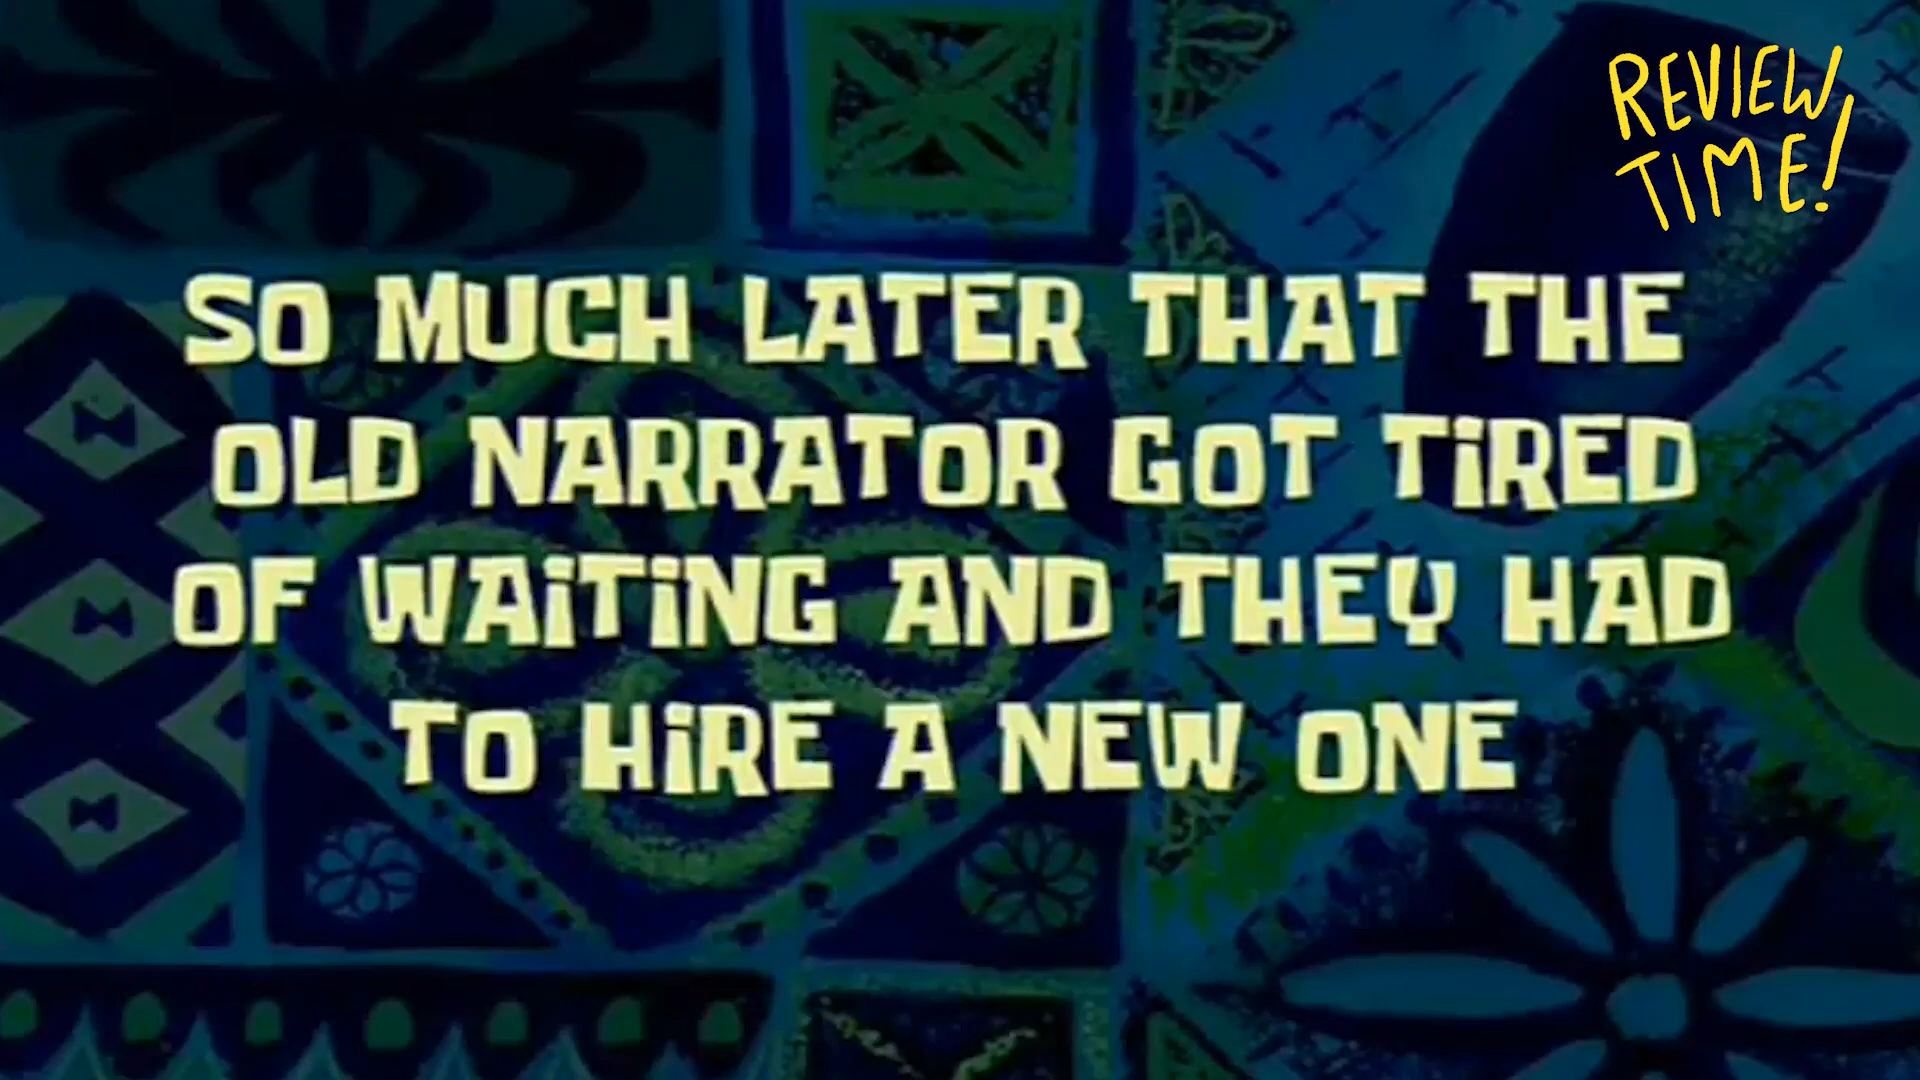 REVIEW
TIME!
SO MUCH LATER THAT THE
OLD NARRATOR GOT TiRED
OF WAiTiNG AND THEY HAD
TO HiRE A NEW ONE